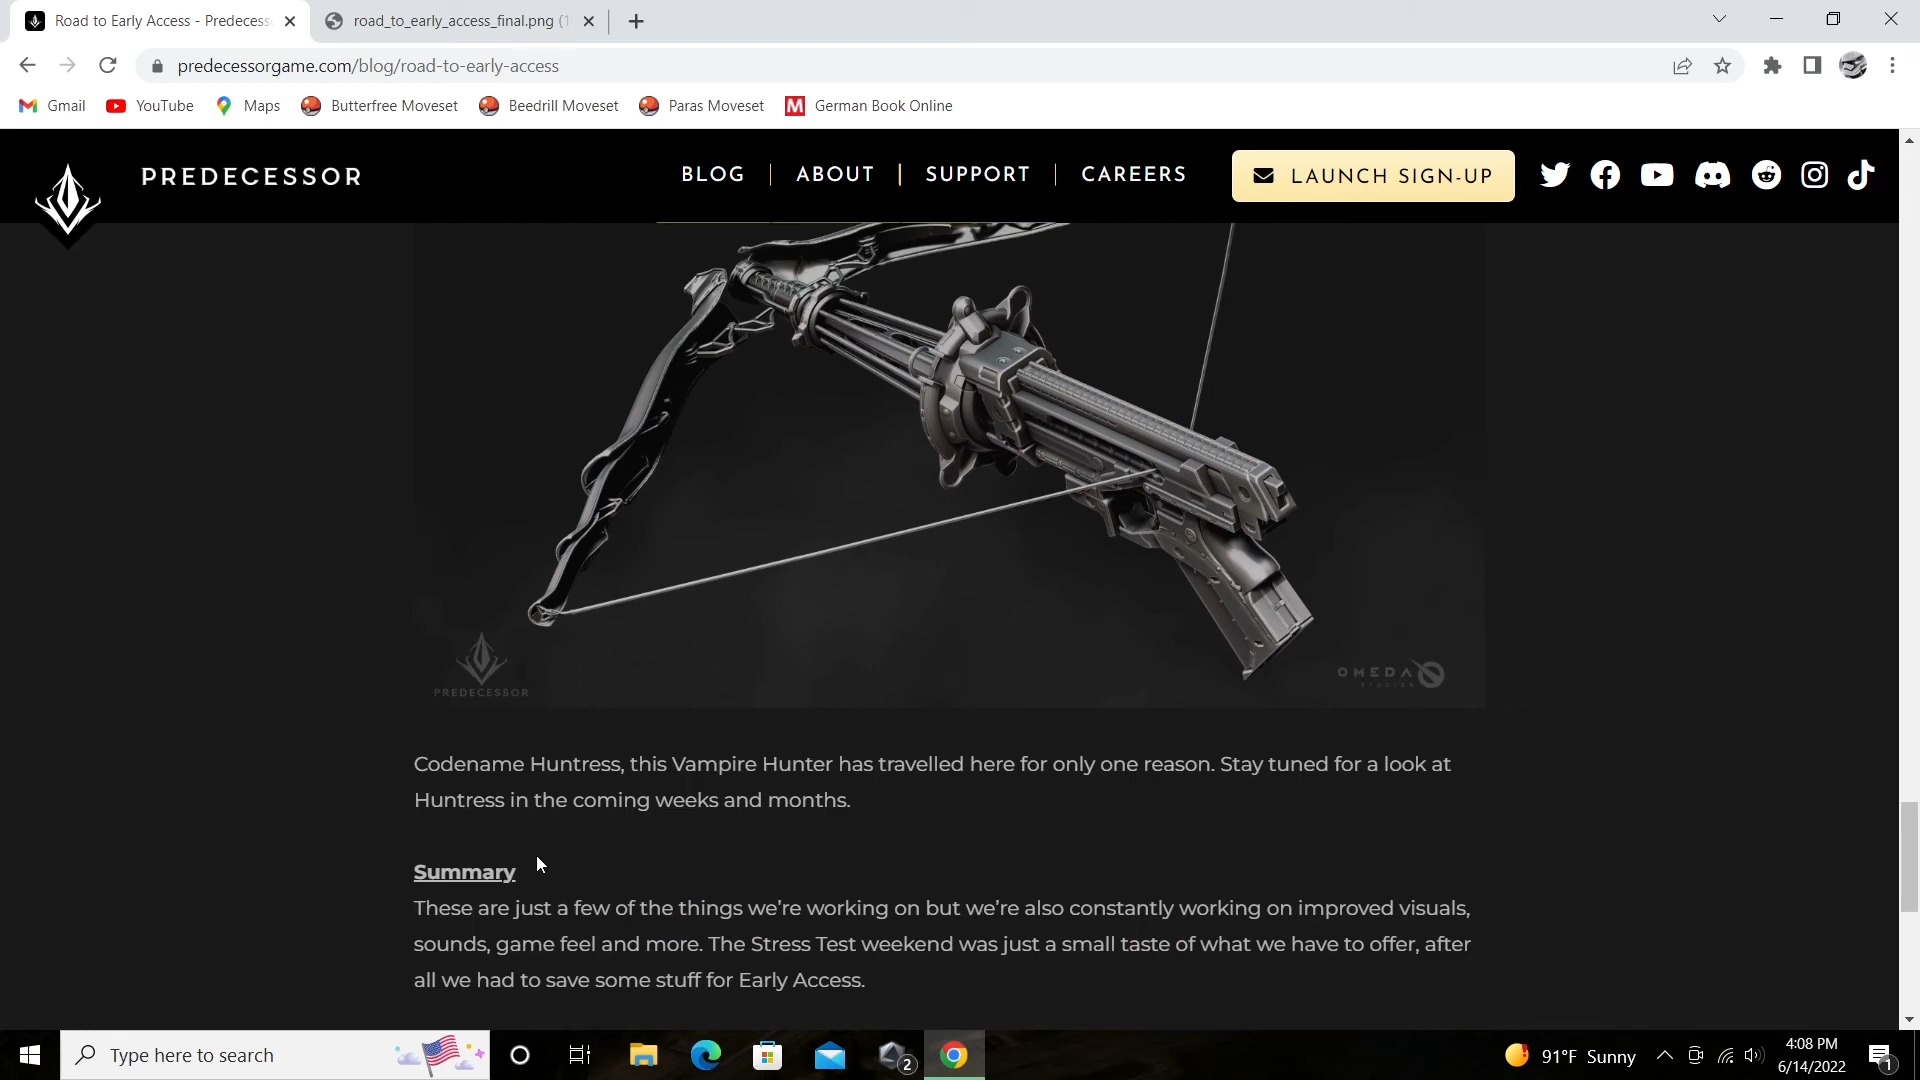 Road to Early Access - Predecess
road_to_early_access_final.png (1
predecessorgame.com/blog/road-to-early-access
Gmail
YouTube
Maps
Butterfree Moveset
Beedrill Moveset
Paras Moveset
M German Book Online
PREDECESSOR
BLOG
ABOUT
SUPPORT
CAREERS
LAUNCH SIGN-UP
PREDECESSOR
OMEDA
STUDIOS
Codename Huntress, this Vampire Hunter has travelled here for only one reason. Stay tuned for a look at
Huntress in the coming weeks and months.
Summary
These are just a few of the things we’re working on but we’re also constantly working on improved visuals,
sounds, game feel and more. The Stress Test weekend was just a small taste of what we have to offer, after
all we had to save some stuff for Early Access.
Type here to search
2
91°F Sunny
4:08 PM
6/14/2022
1